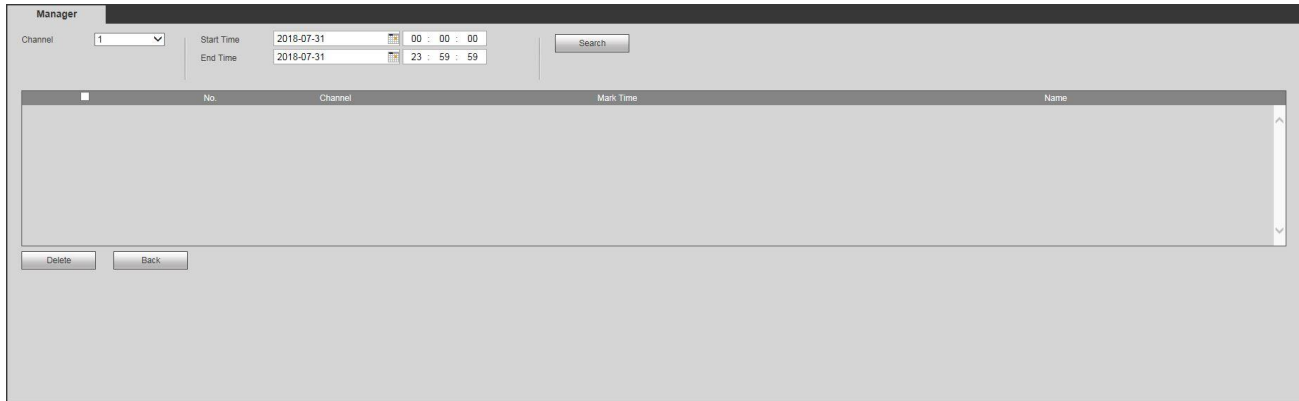 Manager
Channel 1 Start Time 2018-07-31 00 : 00 : 00 Search
End Time 2018-07-31 23 : 59 : 59
No. Channel Mark Time Name
Delete Back